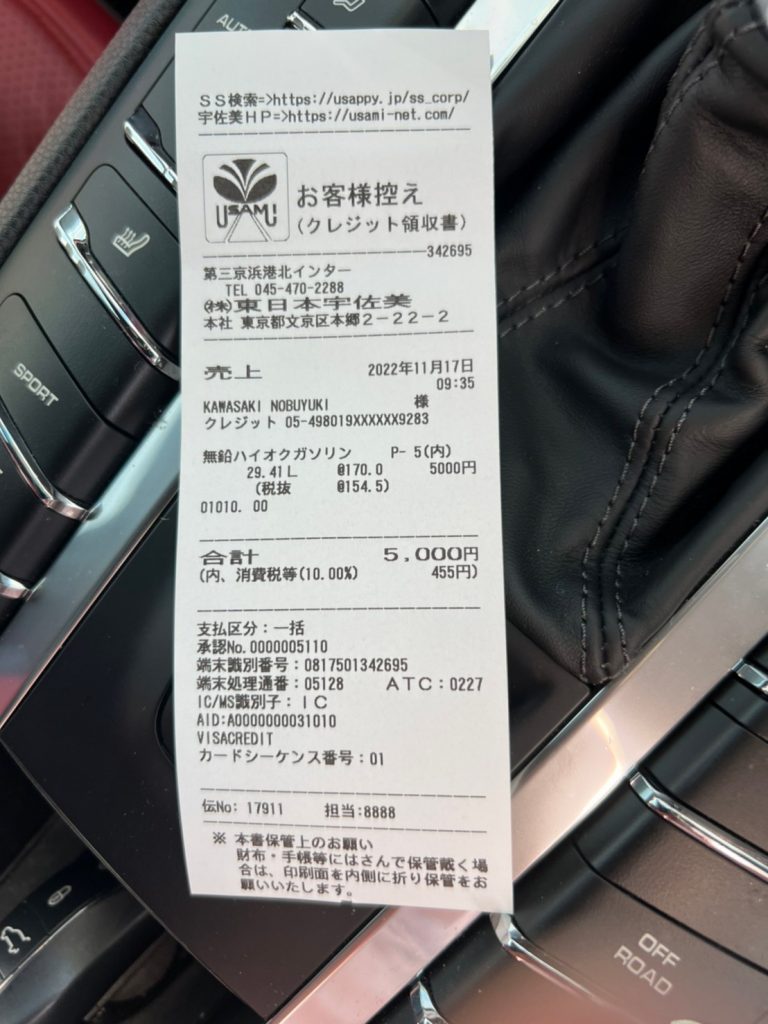 AUTO
SS検索=>https://usappy.jp/ss_corp/
宇佐美HP=>https://usami-net.com/
USAMI
お客様控え
(クレジット領収書)
342695
第三京浜港北インター
TEL 045-470-2288
㈱東日本宇佐美
本社 東京都文京区本郷2-22-2
売上 2022年11月17日
09:35
KAWASAKI NOBUYUKI 様
クレジット 05-498019XXXXXX9283
無鉛ハイオクガソリン P- 5(内)
29.41L @170.0 5000円
(税抜 @154.5)
01010. 00
合計 5,000円
(内、消費税等(10.00%) 455円)
支払区分:一括
承認No.0000005110
端末識別番号:0817501342695
端末処理通番:05128 ATC:0227
IC/MS識別子:IC
AID:A0000000031010
VISACREDIT
カードシーケンス番号:01
伝No: 17911 担当:8888
※ 本書保管上のお願い
財布・手帳等にはさんで保管戴く場
合は、印刷面を内側に折り保管をお
願いいたします。
SPORT
OFF
ROAD